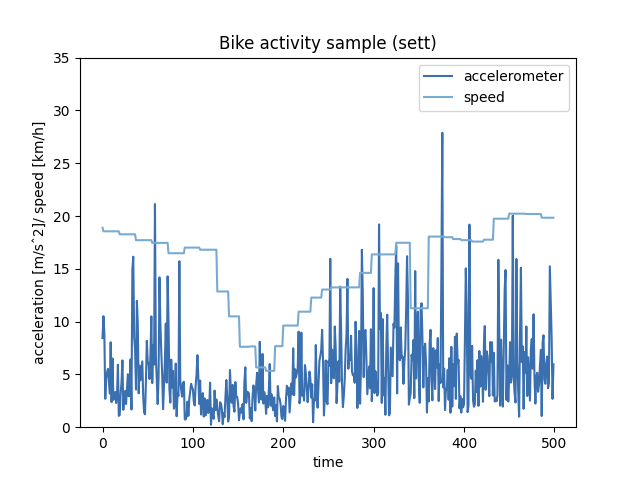 Bike activity sample (sett)
accelerometer
speed
acceleration [m/s^2]/ speed [km/h]
35
30
25
20
15
10
5
0
0 100 200 300 400 500
time